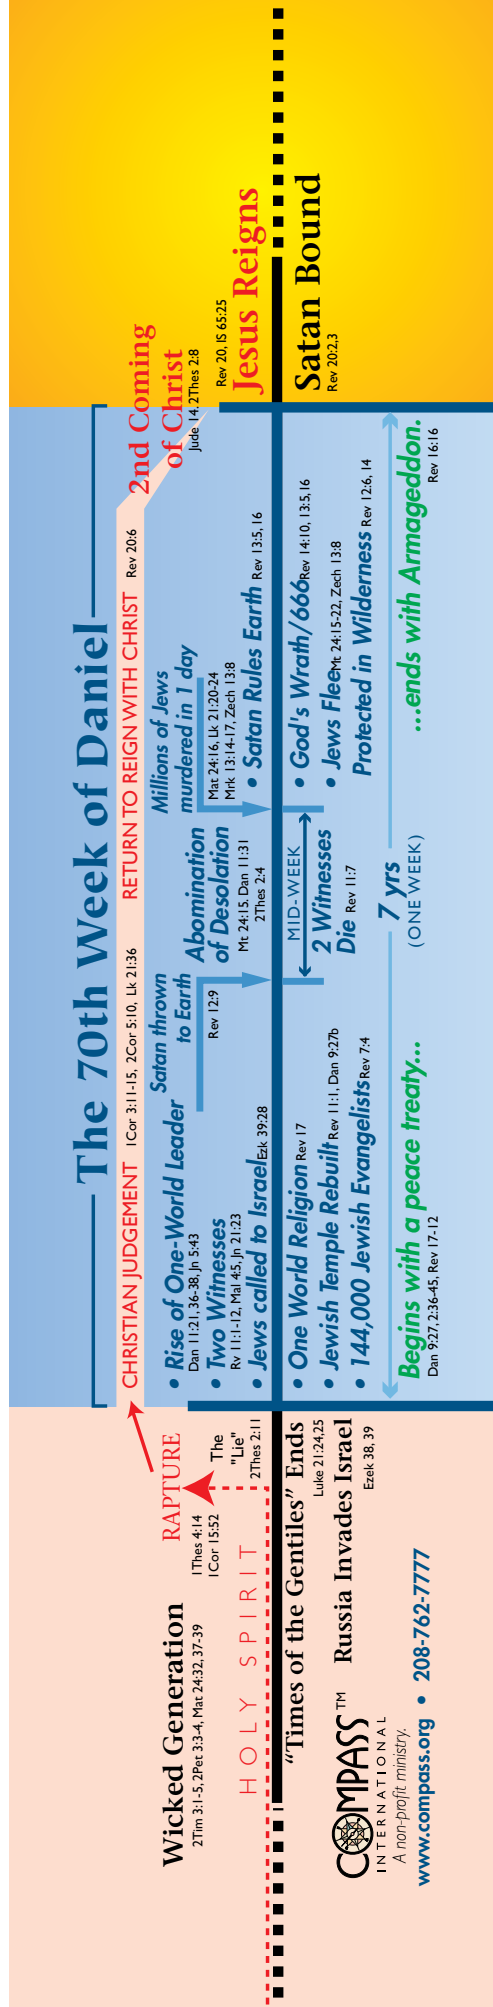 The 70th Week of Daniel
Wicked Generation
2Tim 3:1-5, 2Pet 3:3-4, Mat 24:32, 37-39
RAPTURE
1Thes 4:14
1Cor 15:52
The
"Lie"
2Thes 2:11
HOLY SPIRIT
“Times of the Gentiles” Ends
Luke 21:24,25
Russia Invades Israel
Ezek 38, 39
COMPASS™
INTERNATIONAL
A non-profit ministry.
www.compass.org • 208-762-7777
CHRISTIAN JUDGEMENT 1Cor 3:11-15, 2Cor 5:10, Lk 21:36
RETURN TO REIGN WITH CHRIST Rev 20:6
• Rise of One-World Leader
Dan 11:21, 36-38, Jn 5:43
• Two Witnesses
Rv 11:1-12, Mal 4:5, Jn 21:23
• Jews called to Israel Ezk 39:28
• One World Religion Rev 17
• Jewish Temple Rebuilt Rev 11:1, Dan 9:27b
• 144,000 Jewish Evangelists Rev 7:4
Begins with a peace treaty...
Dan 9:27, 2:36-45, Rev 17-12
Satan thrown
to Earth
Rev 12:9
Abomination
of Desolation
Mt 24:15, Dan 11:31
2Thes 2:4
MID-WEEK
2 Witnesses
Die Rev 11:7
7 yrs
(ONE WEEK)
Millions of Jews
murdered in 1 day
Mat 24:16, Lk 21:20-24
Mrk 13:14-17, Zech 13:8
• Satan Rules Earth Rev 13:5, 16
• God's Wrath/666 Rev 14:10, 13:5,16
• Jews Flee Mt 24:15-22, Zech 13:8
Protected in Wilderness Rev 12:6, 14
...ends with Armageddon.
Rev 16:16
2nd Coming
of Christ
Jude 14, 2Thes 2:8
Rev 20, IS 65:25
Jesus Reigns
Satan Bound
Rev 20:2,3